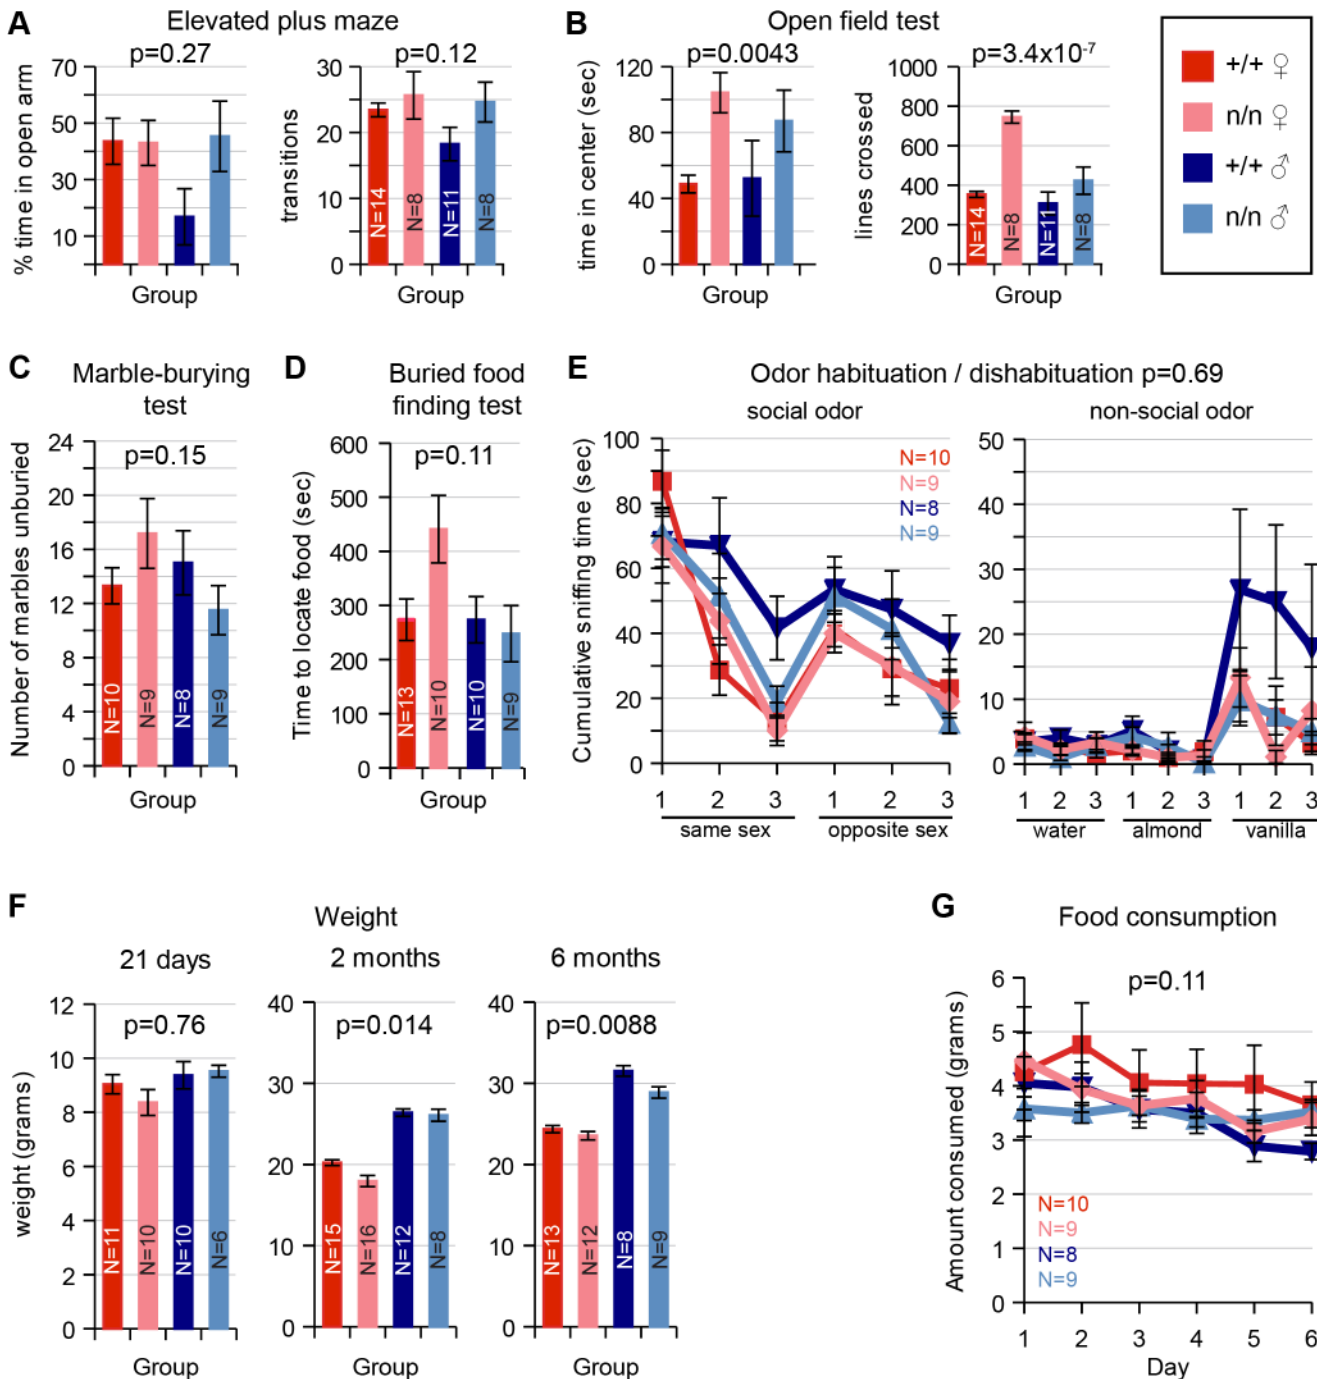 A
Elevated plus maze
p=0.27
% time in open arm
70
50
30
10
Group
p=0.12
transitions
30
20
10
0
N=14
N=8
N=11
N=8
Group
B
Open field test
p=0.0043
time in center (sec)
120
80
40
0
Group
p=3.4x10⁻⁷
lines crossed
1000
800
600
400
200
0
N=14
N=8
N=11
N=8
Group
+/+ ♀
n/n ♀
+/+ ♂
n/n ♂
C
Marble-burying
test
p=0.15
Number of marbles unburied
24
20
16
12
8
4
0
N=10
N=9
N=8
N=9
Group
D
Buried food
finding test
p=0.11
Time to locate food (sec)
600
500
400
300
200
100
0
N=13
N=10
N=10
N=9
Group
E
Odor habituation / dishabituation p=0.69
social odor
Cumulative sniffing time (sec)
100
80
60
40
20
0
N=10
N=9
N=8
N=9
1 2 3 1 2 3
same sex opposite sex
non-social odor
50
40
30
20
10
0
1 2 3 1 2 3 1 2 3
water almond vanilla
F
Weight
21 days
p=0.76
weight (grams)
12
10
8
6
4
2
0
N=11
N=10
N=10
N=6
Group
2 months
p=0.014
40
30
20
10
0
N=15
N=16
N=12
N=8
Group
6 months
p=0.0088
40
30
20
10
0
N=13
N=12
N=8
N=9
Group
G
Food consumption
p=0.11
Amount consumed (grams)
6
5
4
3
2
1
0
N=10
N=9
N=8
N=9
1 2 3 4 5 6
Day